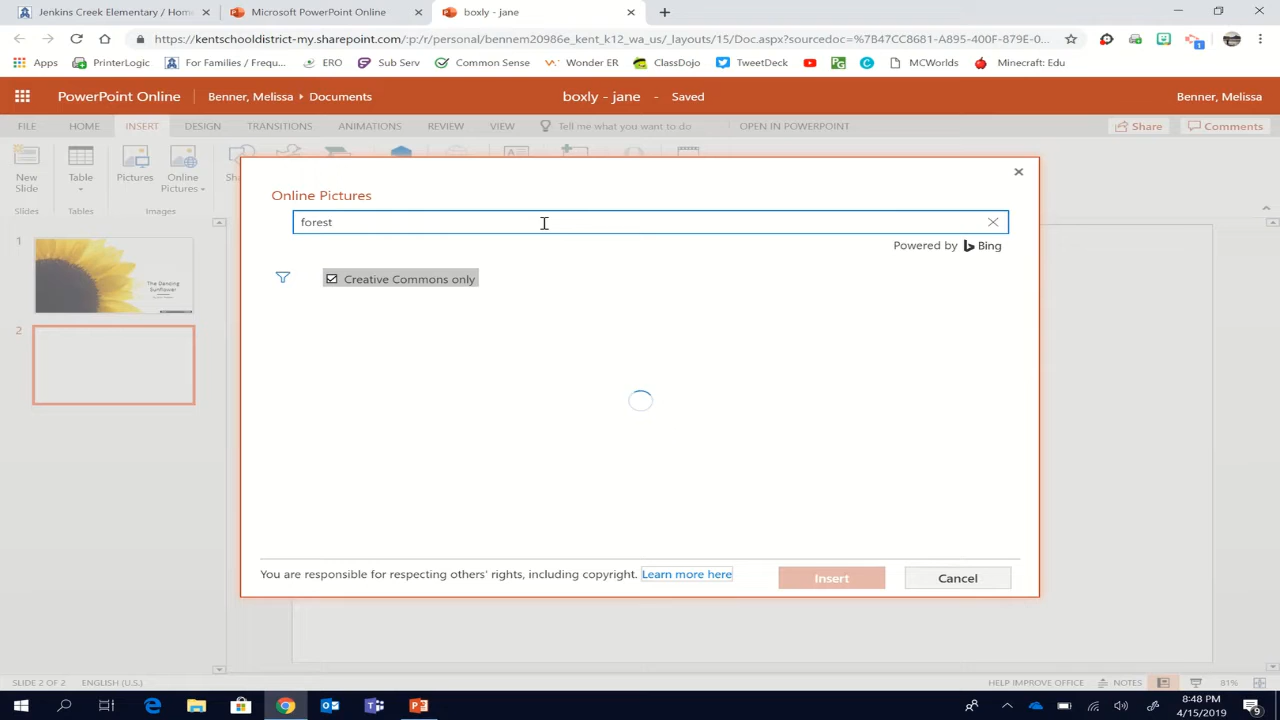 Jenkins Creek Elementary / Home
Microsoft PowerPoint Online
boxly - jane
https://kentschooldistrict-my.sharepoint.com/:p:/r/personal/bennem20986e_kent_k12_wa_us/_layouts/15/Doc.aspx?sourcedoc=%7B47CC8681-A895-400F-879E-0...
Apps
PrinterLogic
For Families / Frequ...
ERO
Sub Serv
Common Sense
Wonder ER
ClassDojo
TweetDeck
MCWorlds
Minecraft: Edu
PowerPoint Online
Benner, Melissa
Documents
boxly - jane - Saved
Benner, Melissa
FILE
HOME
INSERT
DESIGN
TRANSITIONS
ANIMATIONS
REVIEW
VIEW
Tell me what you want to do
OPEN IN POWERPOINT
Share
Comments
New
Slide
Table
Pictures
Online
Pictures
Slides
Tables
Images
Online Pictures
forest
Powered by Bing
Creative Commons only
1
The Dancing
Sunflower
2
You are responsible for respecting others' rights, including copyright. Learn more here
Insert
Cancel
SLIDE 2 OF 2
ENGLISH (U.S.)
HELP IMPROVE OFFICE
NOTES
81%
8:48 PM
4/15/2019
9